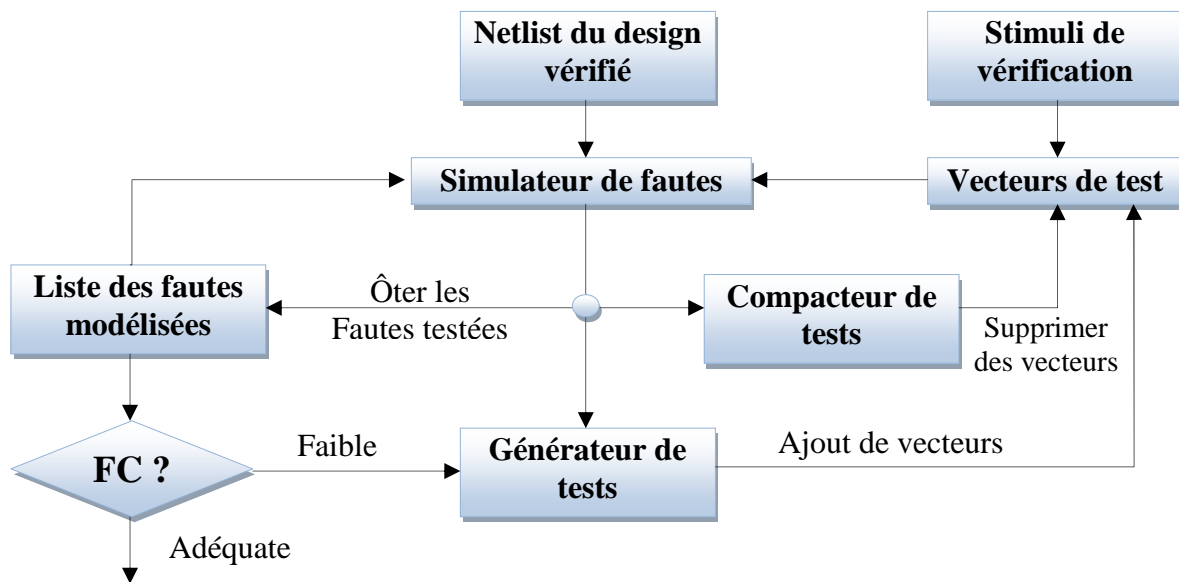 Netlist du design
vérifié
Stimuli de
vérification
Simulateur de fautes
Vecteurs de test
Liste des fautes
modélisées
Ôter les
Fautes testées
Compacteur de
tests
Supprimer
des vecteurs
FC ?
Faible
Générateur de
tests
Ajout de vecteurs
Adéquate